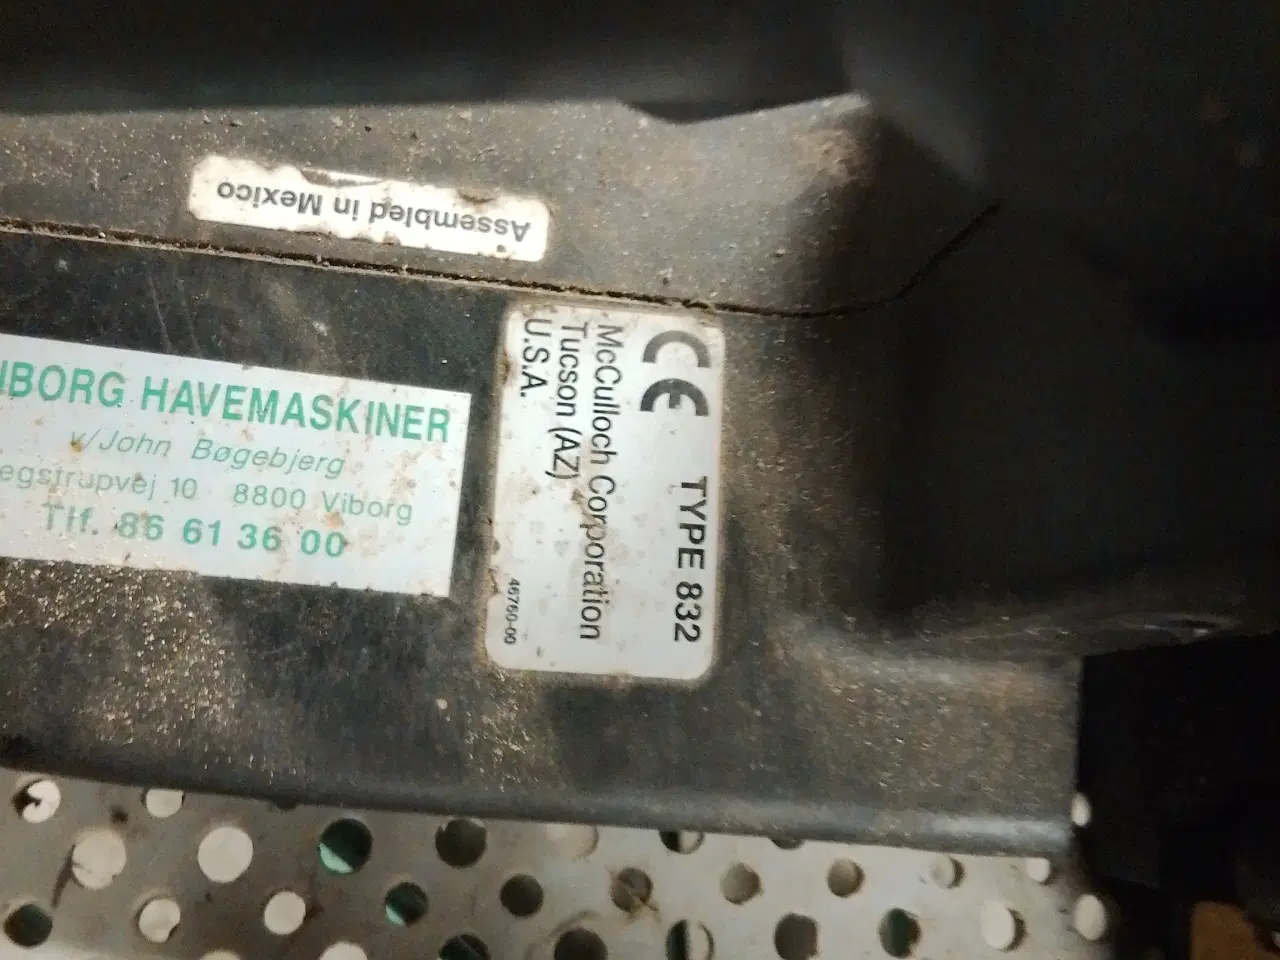 Assembled in Mexico
IBORG HAVEMASKINER
v/John Bøgebjerg
egstrupvej 10 8800 Viborg
Tlf. 86 61 36 00
CE TYPE 832
McCulloch Corporation
Tucson (AZ)
U.S.A.
46760-00